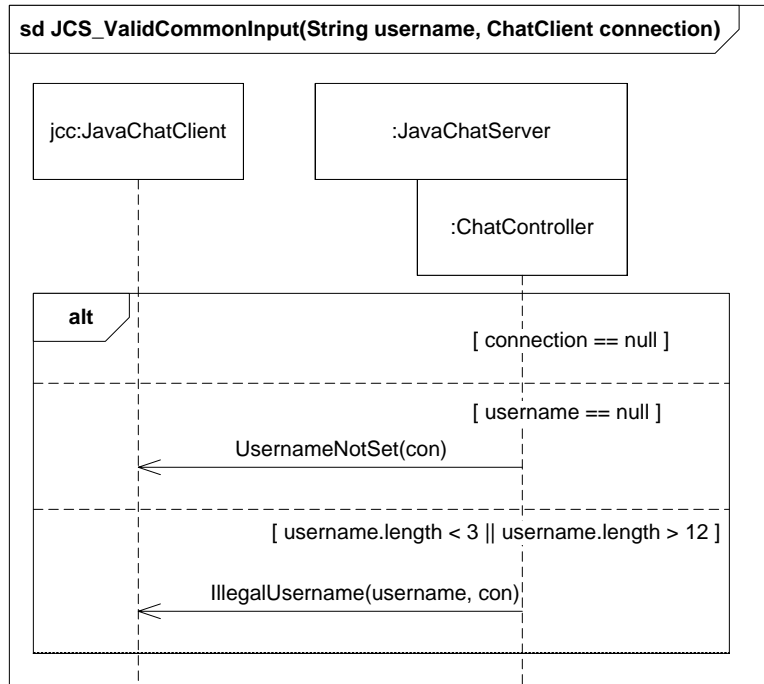 sd JCS_ValidCommonInput(String username, ChatClient connection)
jcc:JavaChatClient
:JavaChatServer
:ChatController
alt
[ connection == null ]
[ username == null ]
UsernameNotSet(con)
[ username.length < 3 || username.length > 12 ]
IllegalUsername(username, con)